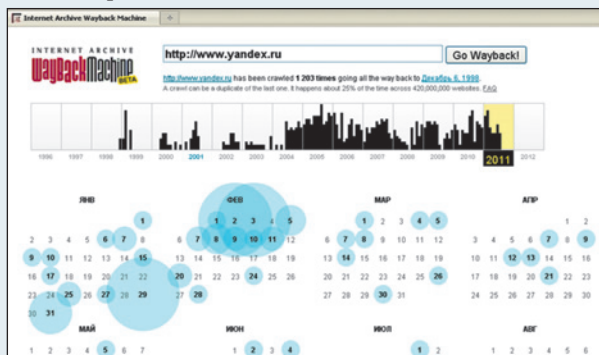 Internet Archive Wayback Machine
INTERNET ARCHIVE
WayBackMachine
BETA
http://www.yandex.ru
Go Wayback!
http://www.yandex.ru has been crawled 1 203 times going all the way back to Декабрь 6, 1998.
A crawl can be a duplicate of the last one. It happens about 25% of the time across 420,000,000 websites. FAQ
1996 1997 1998 1999 2000 2001 2002 2003 2004 2005 2006 2007 2008 2009 2010 2011 2012
ЯНВ ФЕВ МАР АПР
1 1 2 3 4 5 1 2 3 4 5 1 2
2 3 4 5 6 7 8 6 7 8 9 10 11 12 6 7 8 9 10 11 12 3 4 5 6 7 8 9
9 10 11 12 13 14 15 13 14 15 16 17 18 19 13 14 15 16 17 18 19 10 11 12 13 14 15 16
16 17 18 19 20 21 22 20 21 22 23 24 25 26 20 21 22 23 24 25 26 17 18 19 20 21 22 23
23 24 25 26 27 28 29 27 28 27 28 29 30 31 24 25 26 27 28 29 30
30 31
МАЙ ИЮН ИЮЛ АВГ
1 2 3 4 5 6 7 1 2 3 4 1 2 1 2 3 4 5 6